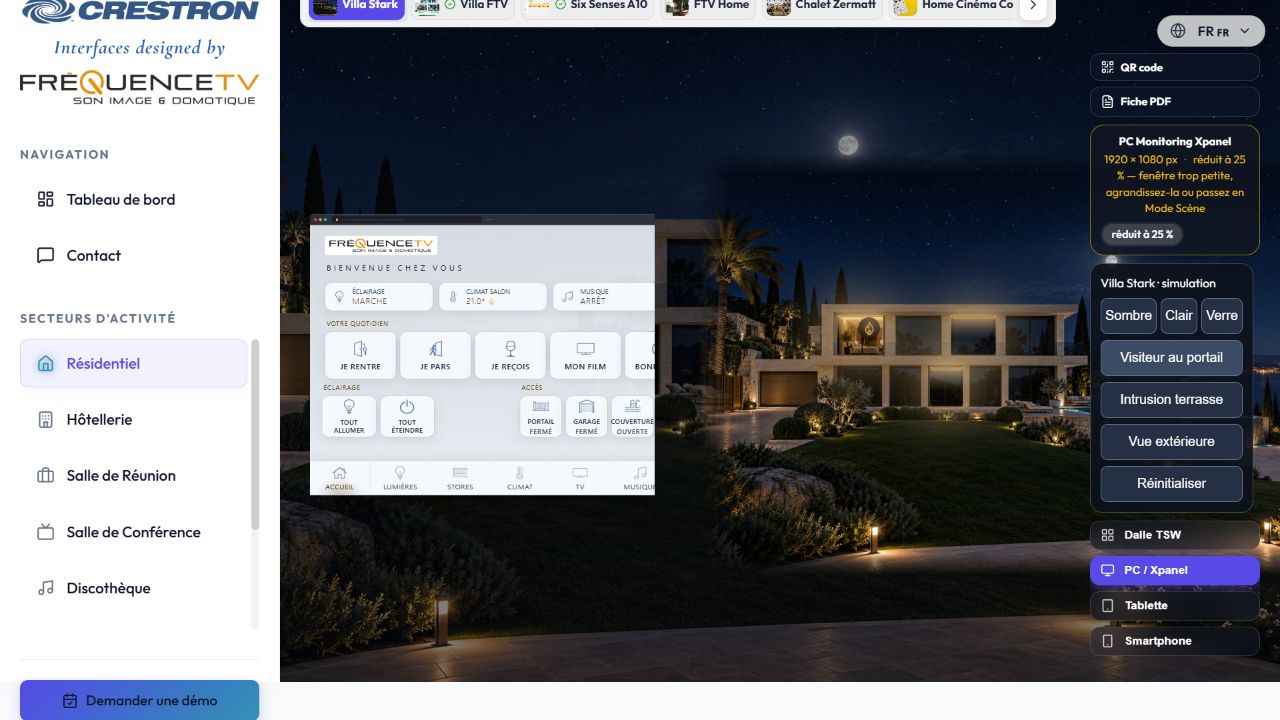 CRESTRON
Interfaces designed by
FRÉQUENCETV
SON IMAGE & DOMOTIQUE
NAVIGATION
Tableau de bord
Contact
SECTEURS D'ACTIVITÉ
Résidentiel
Hôtellerie
Salle de Réunion
Salle de Conférence
Discothèque
Demander une démo
Villa Stark
Villa FTV
Six Senses A10
FTV Home
Chalet Zermatt
Home Cinéma Co
FRÉQUENCETV
SON IMAGE & DOMOTIQUE
BIENVENUE CHEZ VOUS
ÉCLAIRAGE
MARCHE
CLIMAT SALON
21.0°
MUSIQUE
ARRÊT
VOTRE QUOTIDIEN
JE RENTRE
JE PARS
JE REÇOIS
MON FILM
BON
ÉCLAIRAGE
ACCÈS
TOUT
ALLUMER
TOUT
ÉTEINDRE
PORTAIL
FERMÉ
GARAGE
FERMÉ
COUVERTURE
OUVERTE
ACCUEIL
LUMIÈRES
STORES
CLIMAT
TV
MUSIQUE
FR FR
QR code
Fiche PDF
PC Monitoring Xpanel
1920 × 1080 px · réduit à 25
% — fenêtre trop petite,
agrandissez-la ou passez en
Mode Scène
réduit à 25 %
Villa Stark · simulation
Sombre
Clair
Verre
Visiteur au portail
Intrusion terrasse
Vue extérieure
Réinitialiser
Dalle TSW
PC / Xpanel
Tablette
Smartphone